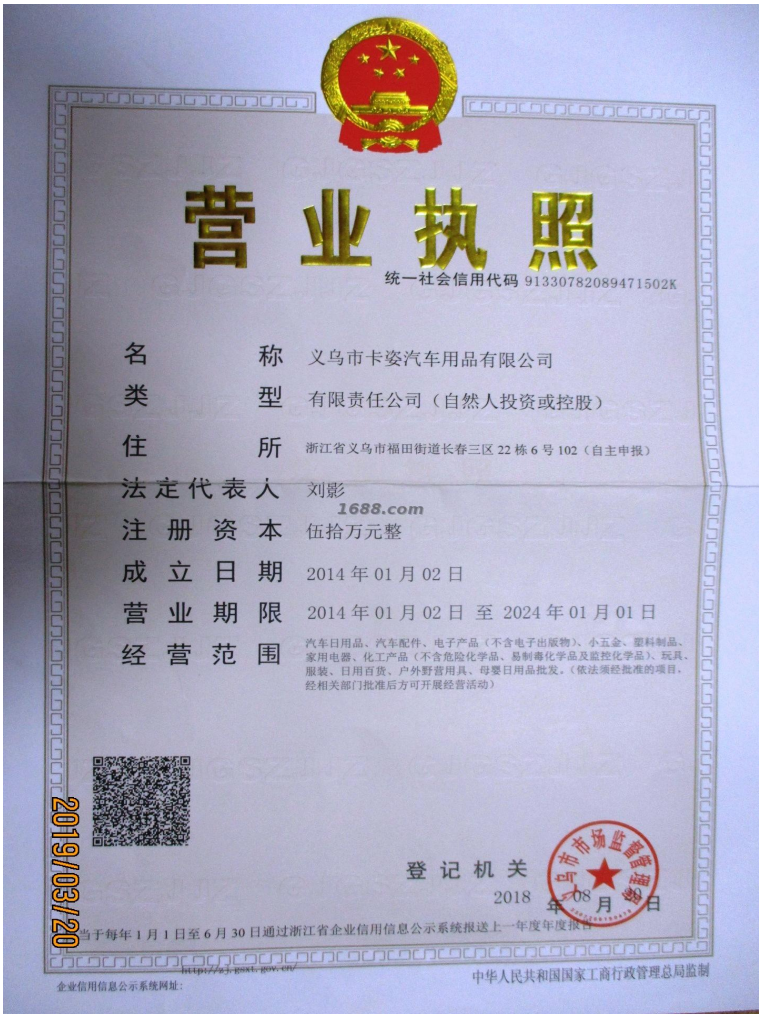 营业执照
统一社会信用代码 91330782089471502K
名称 义乌市卡姿汽车用品有限公司
类型 有限责任公司（自然人投资或控股）
住所 浙江省义乌市福田街道长春三区22栋6号102（自主申报）
法定代表人 刘影
1688.com
注册资本 伍拾万元整
成立日期 2014年01月02日
营业期限 2014年01月02日至2024年01月01日
经营范围 汽车日用品、汽车配件、电子产品（不含电子出版物）、小五金、塑料制品、
家用电器、化工产品（不含危险化学品、易制毒化学品及监控化学品）、玩具、
服装、日用百货、户外野营用具、母婴日用品批发。（依法须经批准的项目，
经相关部门批准后方可开展经营活动）
2019/03/20
义乌市市场监督管理局
登记机关
2018年08月20日
当于每年1月1日至6月30日通过浙江省企业信用信息公示系统报送上一年度年度报告
http://zj.gsxt.gov.cn/
企业信用信息公示系统网址:
中华人民共和国国家工商行政管理总局监制